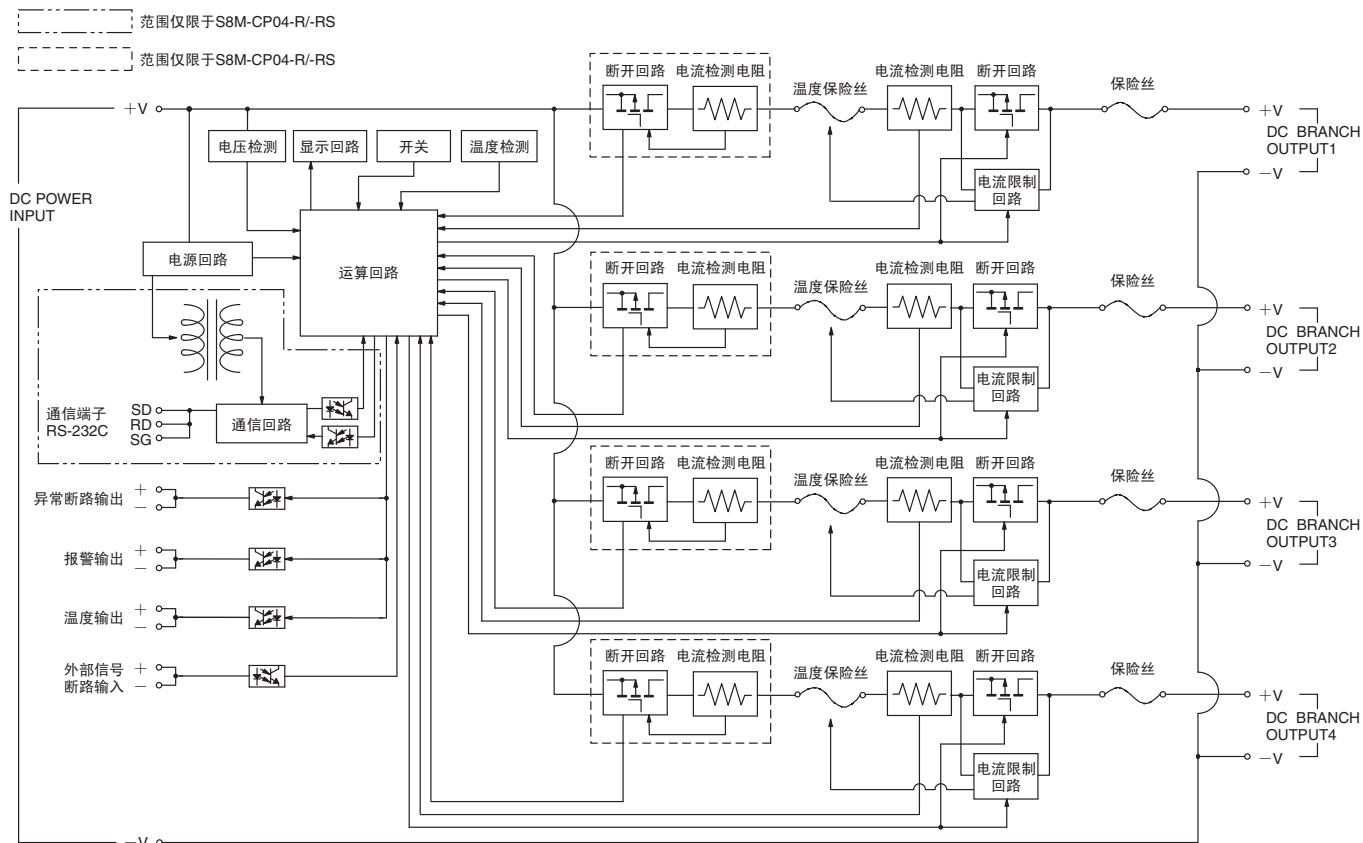 范围仅限于S8M-CP04-R/-RS
范围仅限于S8M-CP04-R/-RS
+V
DC POWER
INPUT
电压检测
显示回路
开关
温度检测
电源回路
运算回路
通信端子
RS-232C
SD
RD
SG
通信回路
异常断路输出
+
−
报警输出
+
−
温度输出
+
−
外部信号
断路输入
+
−
−V
断开回路
电流检测电阻
温度保险丝
电流检测电阻
断开回路
保险丝
电流限制
回路
+V
DC BRANCH
OUTPUT1
−V
断开回路
电流检测电阻
温度保险丝
电流检测电阻
断开回路
保险丝
电流限制
回路
+V
DC BRANCH
OUTPUT2
−V
断开回路
电流检测电阻
温度保险丝
电流检测电阻
断开回路
保险丝
电流限制
回路
+V
DC BRANCH
OUTPUT3
−V
断开回路
电流检测电阻
温度保险丝
电流检测电阻
断开回路
保险丝
电流限制
回路
+V
DC BRANCH
OUTPUT4
−V